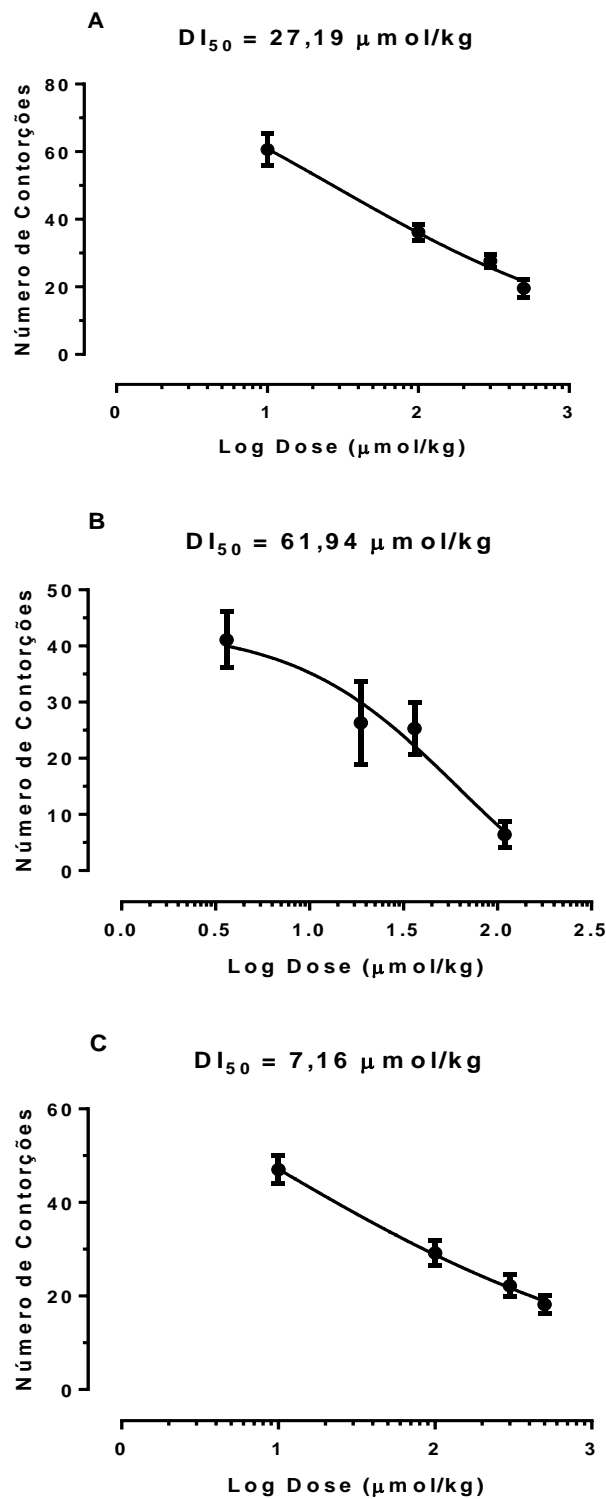 A
DI50 = 27,19 μmol/kg
Número de Contorções
80
60
40
20
0
0 1 2 3
Log Dose (μmol/kg)
B
DI50 = 61,94 μmol/kg
Número de Contorções
50
40
30
20
10
0
0.0 0.5 1.0 1.5 2.0 2.5
Log Dose (μmol/kg)
C
DI50 = 7,16 μmol/kg
Número de Contorções
60
40
20
0
0 1 2 3
Log Dose (μmol/kg)